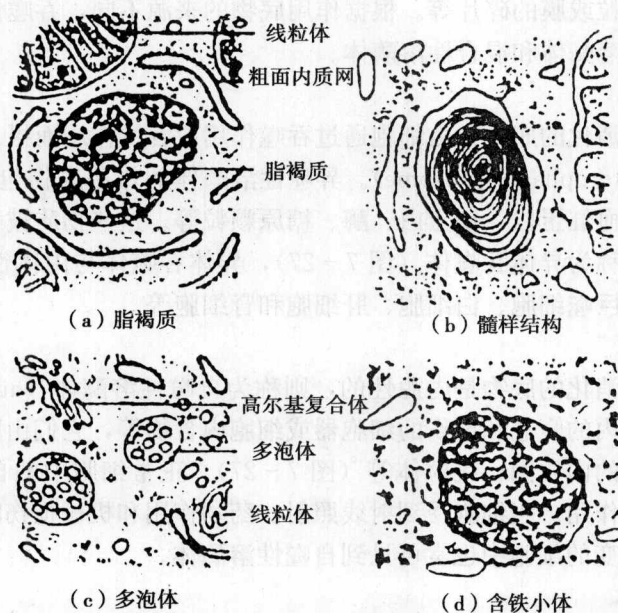 线粒体
粗面内质网
脂褐质
(a)脂褐质
(b)髓样结构
高尔基复合体
多泡体
线粒体
(c)多泡体
(d)含铁小体